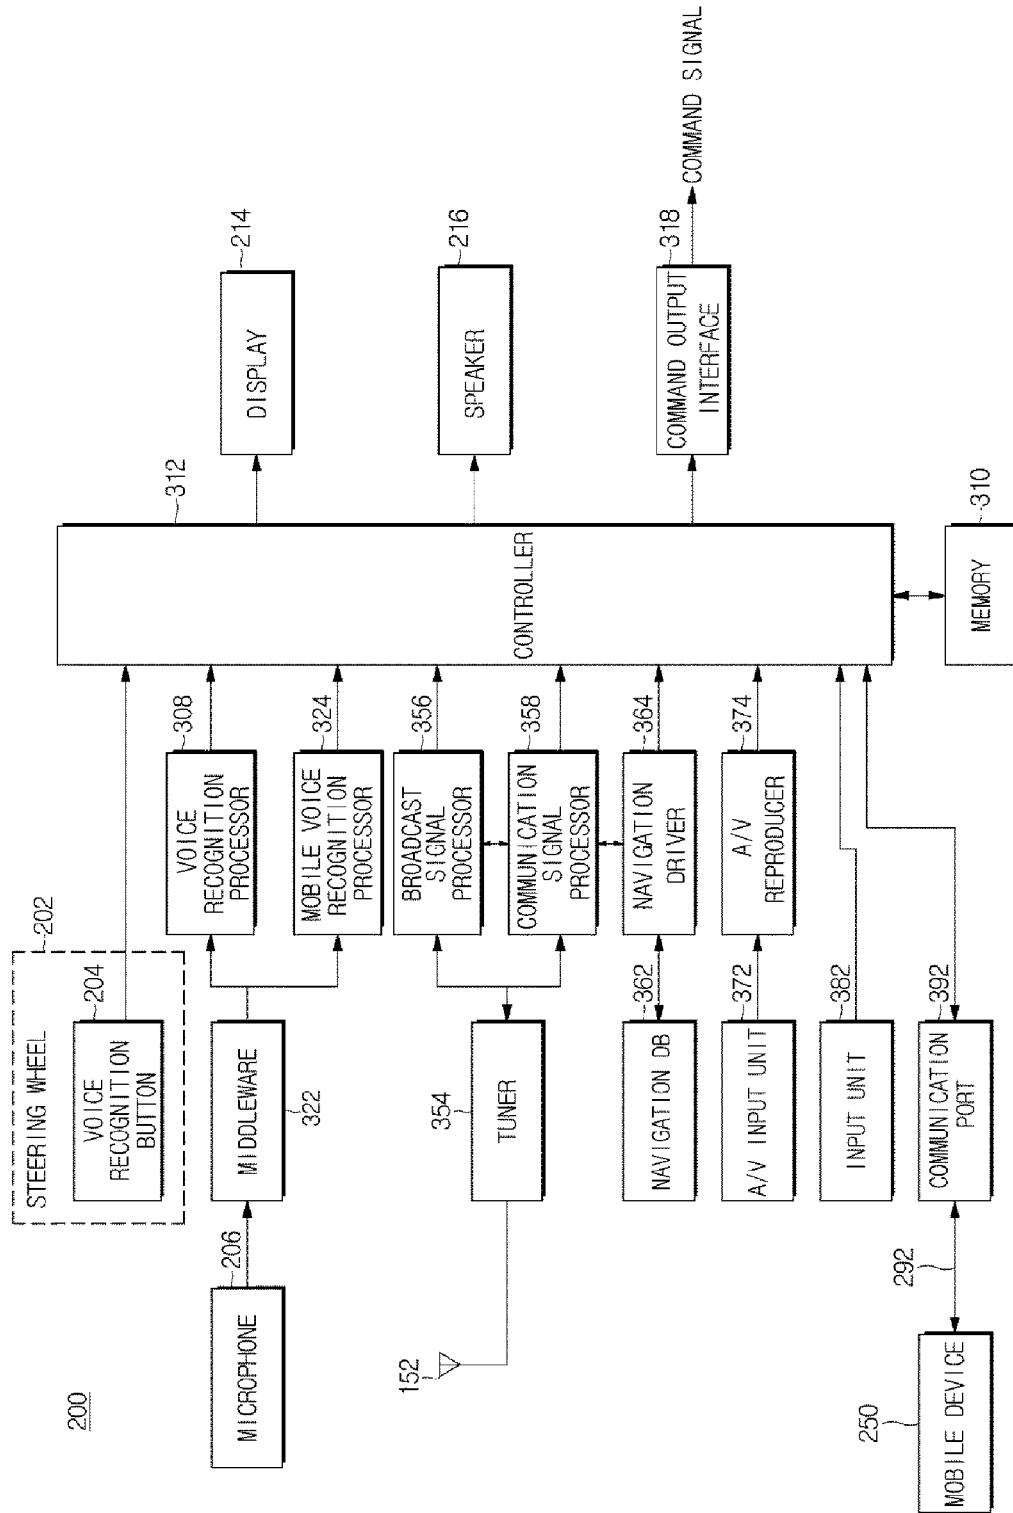 200
STEERING WHEEL
202
VOICE
RECOGNITION
BUTTON
204
MICROPHONE
206
MIDDLEWARE
322
VOICE
RECOGNITION
PROCESSOR
308
MOBILE VOICE
RECOGNITION
PROCESSOR
324
152
TUNER
354
BROADCAST
SIGNAL
PROCESSOR
356
COMMUNICATION
SIGNAL
PROCESSOR
358
NAVIGATION DB
362
NAVIGATION
DRIVER
364
A/V INPUT UNIT
372
A/V
REPRODUCER
374
INPUT UNIT
382
MOBILE DEVICE
250
292
COMMUNICATION
PORT
392
CONTROLLER
312
MEMORY
310
DISPLAY
214
SPEAKER
216
COMMAND OUTPUT
INTERFACE
318
COMMAND SIGNAL